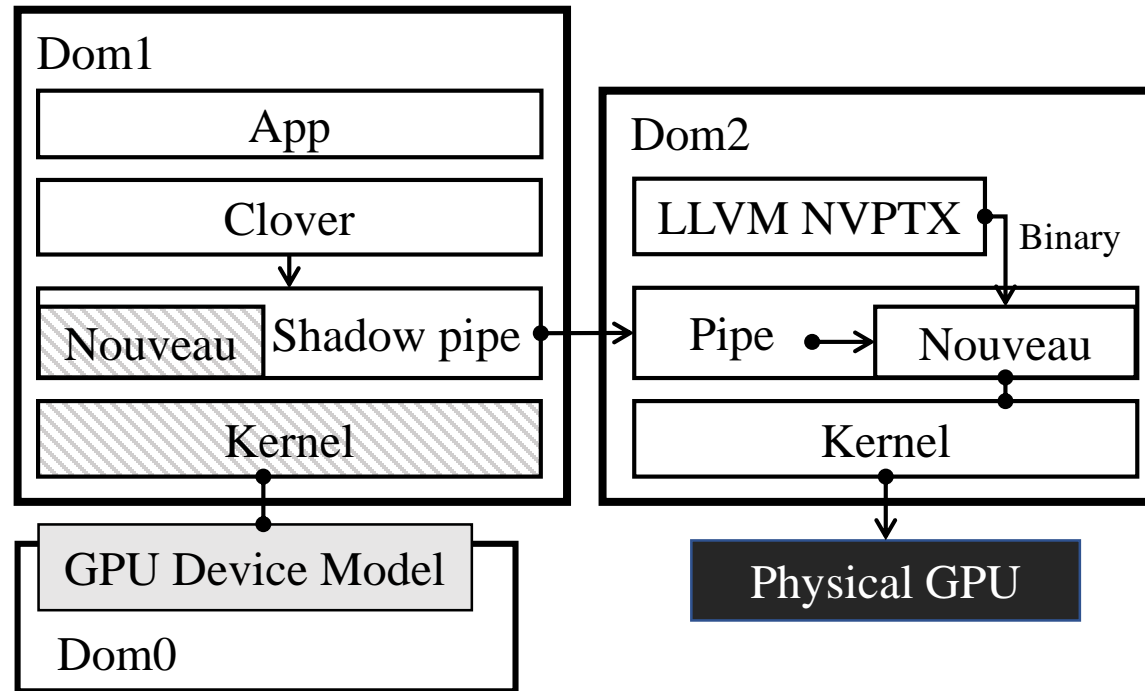 Dom1
App
Clover
Nouveau
Shadow pipe
Kernel
GPU Device Model
Dom0
Dom2
LLVM NVPTX
Binary
Pipe
Nouveau
Kernel
Physical GPU